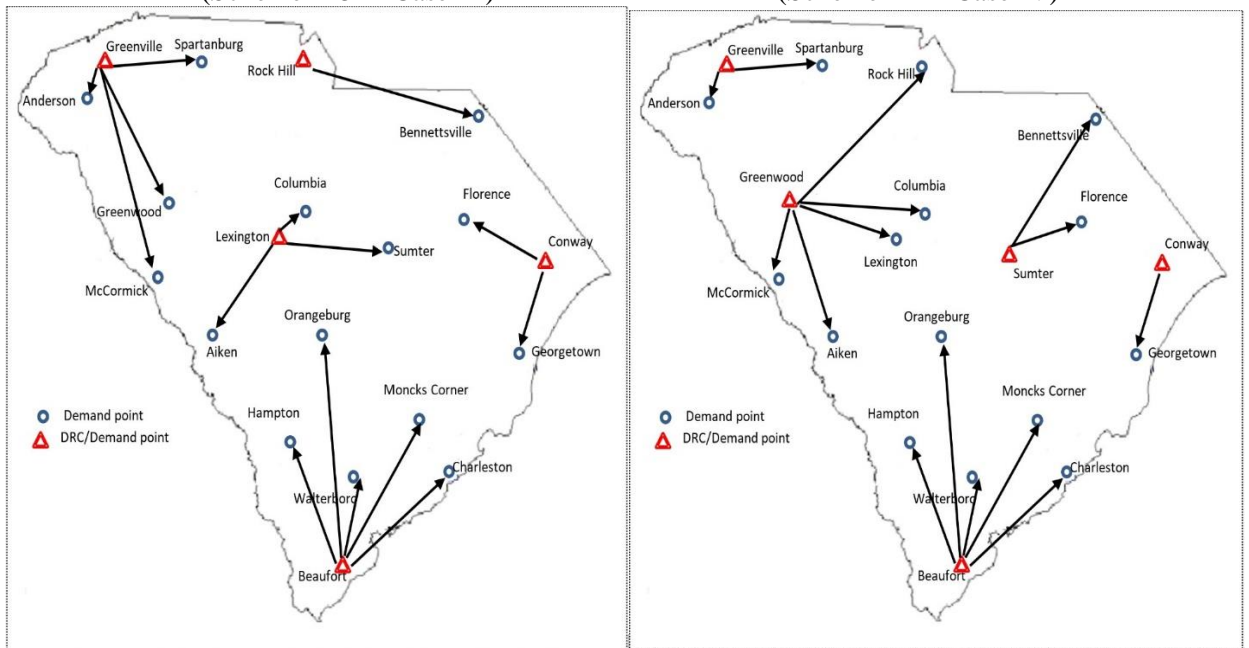 Greenville
Spartanburg
Rock Hill
Anderson
Bennettsville
Columbia
Florence
Greenwood
Lexington
Sumter
Conway
McCormick
Orangeburg
Aiken
Georgetown
Moncks Corner
Demand point
Hampton
DRC/Demand point
Charleston
Walterboro
Beaufort
Greenville
Spartanburg
Rock Hill
Anderson
Bennettsville
Greenwood
Columbia
Florence
Lexington
Conway
Sumter
McCormick
Orangeburg
Aiken
Georgetown
Moncks Corner
Demand point
Hampton
DRC/Demand point
Charleston
Walterboro
Beaufort